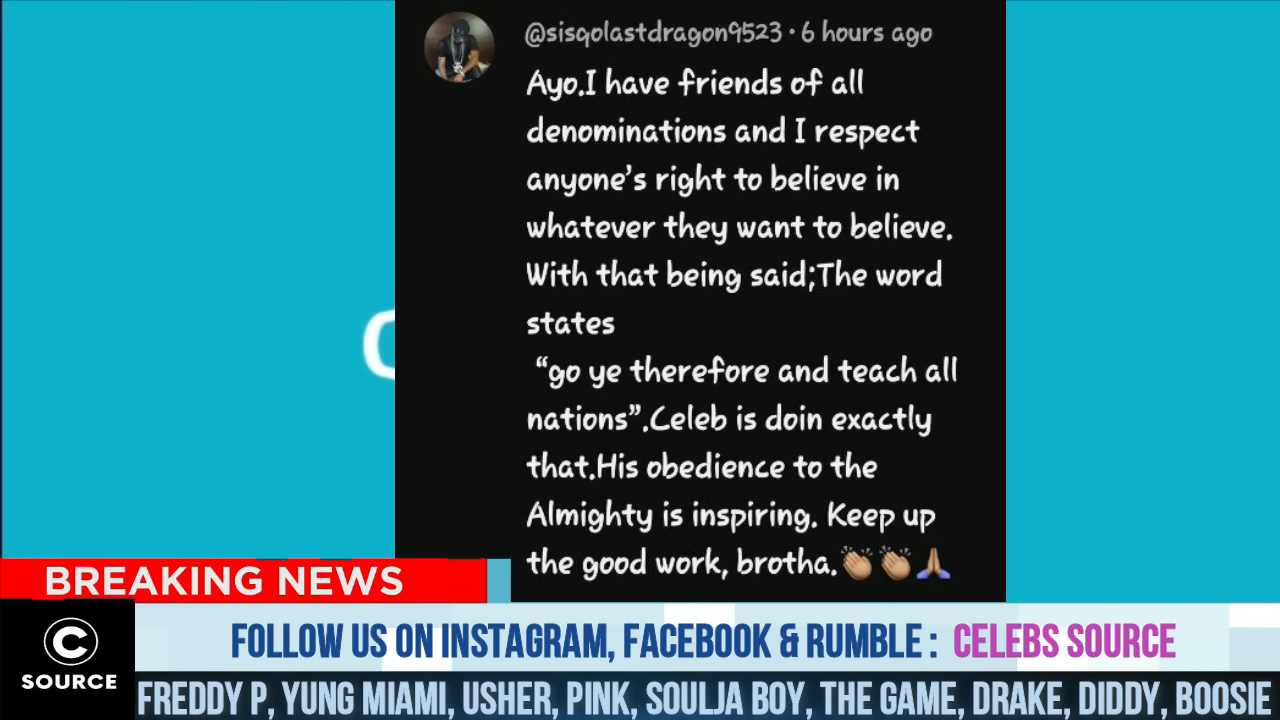 @sisqolastdragon9523 · 6 hours ago
Ayo.I have friends of all
denominations and I respect
anyone's right to believe in
whatever they want to believe.
With that being said;The word
states
“go ye therefore and teach all
nations”.Celeb is doin exactly
that.His obedience to the
Almighty is inspiring. Keep up
the good work, brotha.👏🏽👏🏽🙏🏽
C
BREAKING NEWS
C
SOURCE
FOLLOW US ON INSTAGRAM, FACEBOOK & RUMBLE : CELEBS SOURCE
FREDDY P, YUNG MIAMI, USHER, PINK, SOULJA BOY, THE GAME, DRAKE, DIDDY, BOOSIE